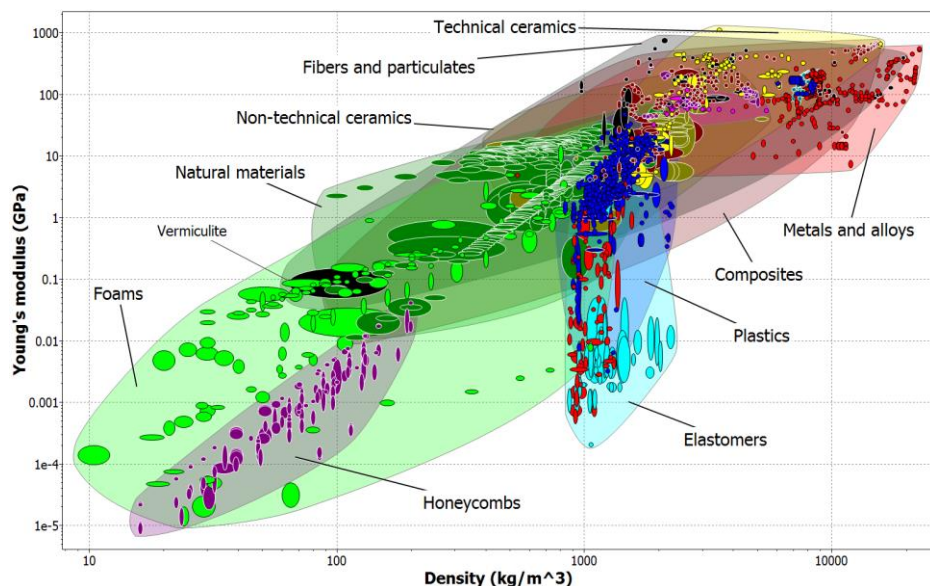 Technical ceramics
Fibers and particulates
Non-technical ceramics
Natural materials
Vermiculite
Foams
Metals and alloys
Composites
Plastics
Elastomers
Honeycombs
Young's modulus (GPa)
1000
100
10
1
0.1
0.01
0.001
1e-4
1e-5
10
100
1000
10000
Density (kg/m^3)